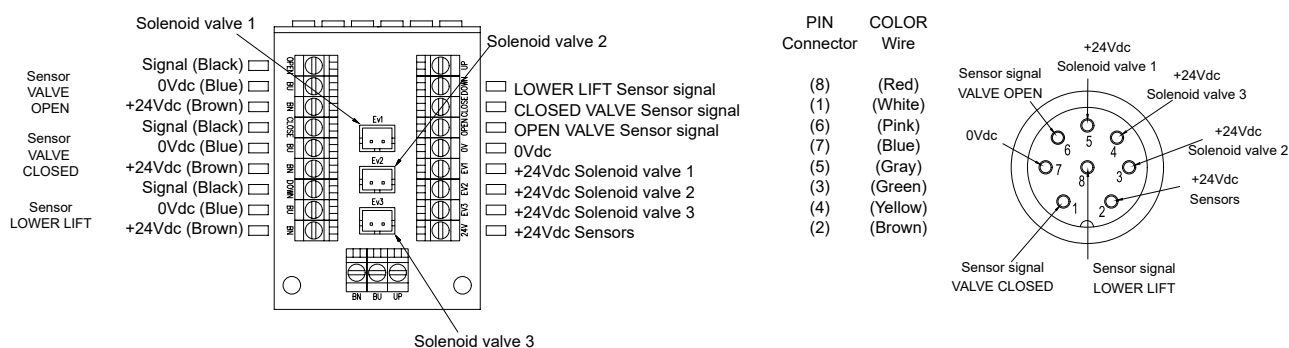 Solenoid valve 1
Solenoid valve 2
Sensor
VALVE
OPEN
Signal (Black)
0Vdc (Blue)
+24Vdc (Brown)
Sensor
VALVE
CLOSED
Signal (Black)
0Vdc (Blue)
+24Vdc (Brown)
Sensor
LOWER LIFT
Signal (Black)
0Vdc (Blue)
+24Vdc (Brown)
OPEN
BU
BN
CLOSE
BU
BN
DOWN
BU
BN
Ev1
Ev2
Ev3
BN BU UP
UP
DOWN
CLOSE
OPEN
0V
EV1
EV2
EV3
24V
LOWER LIFT Sensor signal
CLOSED VALVE Sensor signal
OPEN VALVE Sensor signal
0Vdc
+24Vdc Solenoid valve 1
+24Vdc Solenoid valve 2
+24Vdc Solenoid valve 3
+24Vdc Sensors
Solenoid valve 3
PIN COLOR
Connector Wire
(8) (Red)
(1) (White)
(6) (Pink)
(7) (Blue)
(5) (Gray)
(3) (Green)
(4) (Yellow)
(2) (Brown)
+24Vdc
Solenoid valve 1
Sensor signal
VALVE OPEN
+24Vdc
Solenoid valve 3
0Vdc
+24Vdc
Solenoid valve 2
+24Vdc
Sensors
5
6
4
7
8
3
1
2
Sensor signal
VALVE CLOSED
Sensor signal
LOWER LIFT